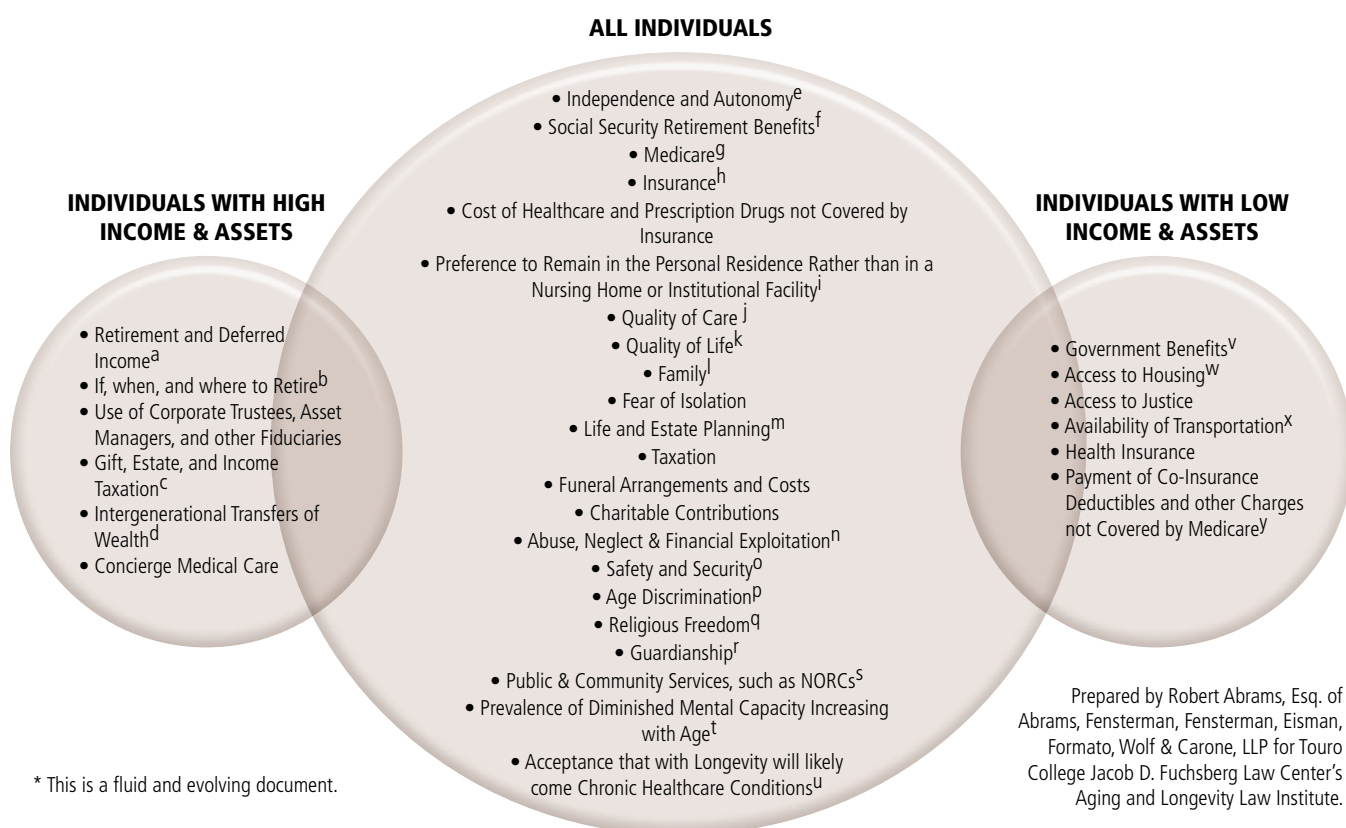 ALL INDIVIDUALS
• Independence and Autonomyᵉ
• Social Security Retirement Benefitsᶠ
• Medicareᵍ
• Insuranceʰ
• Cost of Healthcare and Prescription Drugs not Covered by
Insurance
• Preference to Remain in the Personal Residence Rather than in a
Nursing Home or Institutional Facilityⁱ
• Quality of Care ʲ
• Quality of Lifeᵏ
• Familyˡ
• Fear of Isolation
• Life and Estate Planningᵐ
• Taxation
• Funeral Arrangements and Costs
• Charitable Contributions
• Abuse, Neglect & Financial Exploitationⁿ
• Safety and Securityᵒ
• Age Discriminationᵖ
• Religious Freedom^q
• Guardianshipʳ
• Public & Community Services, such as NORCsˢ
• Prevalence of Diminished Mental Capacity Increasing
with Ageᵗ
• Acceptance that with Longevity will likely
come Chronic Healthcare Conditionsᵘ
INDIVIDUALS WITH HIGH
INCOME & ASSETS
• Retirement and Deferred
Incomeᵃ
• If, when, and where to Retireᵇ
• Use of Corporate Trustees, Asset
Managers, and other Fiduciaries
• Gift, Estate, and Income
Taxationᶜ
• Intergenerational Transfers of
Wealthᵈ
• Concierge Medical Care
INDIVIDUALS WITH LOW
INCOME & ASSETS
• Government Benefitsᵛ
• Access to Housingʷ
• Access to Justice
• Availability of Transportationˣ
• Health Insurance
• Payment of Co-Insurance
Deductibles and other Charges
not Covered by Medicareʸ
* This is a fluid and evolving document.
Prepared by Robert Abrams, Esq. of
Abrams, Fensterman, Fensterman, Eisman,
Formato, Wolf & Carone, LLP for Touro
College Jacob D. Fuchsberg Law Center’s
Aging and Longevity Law Institute.